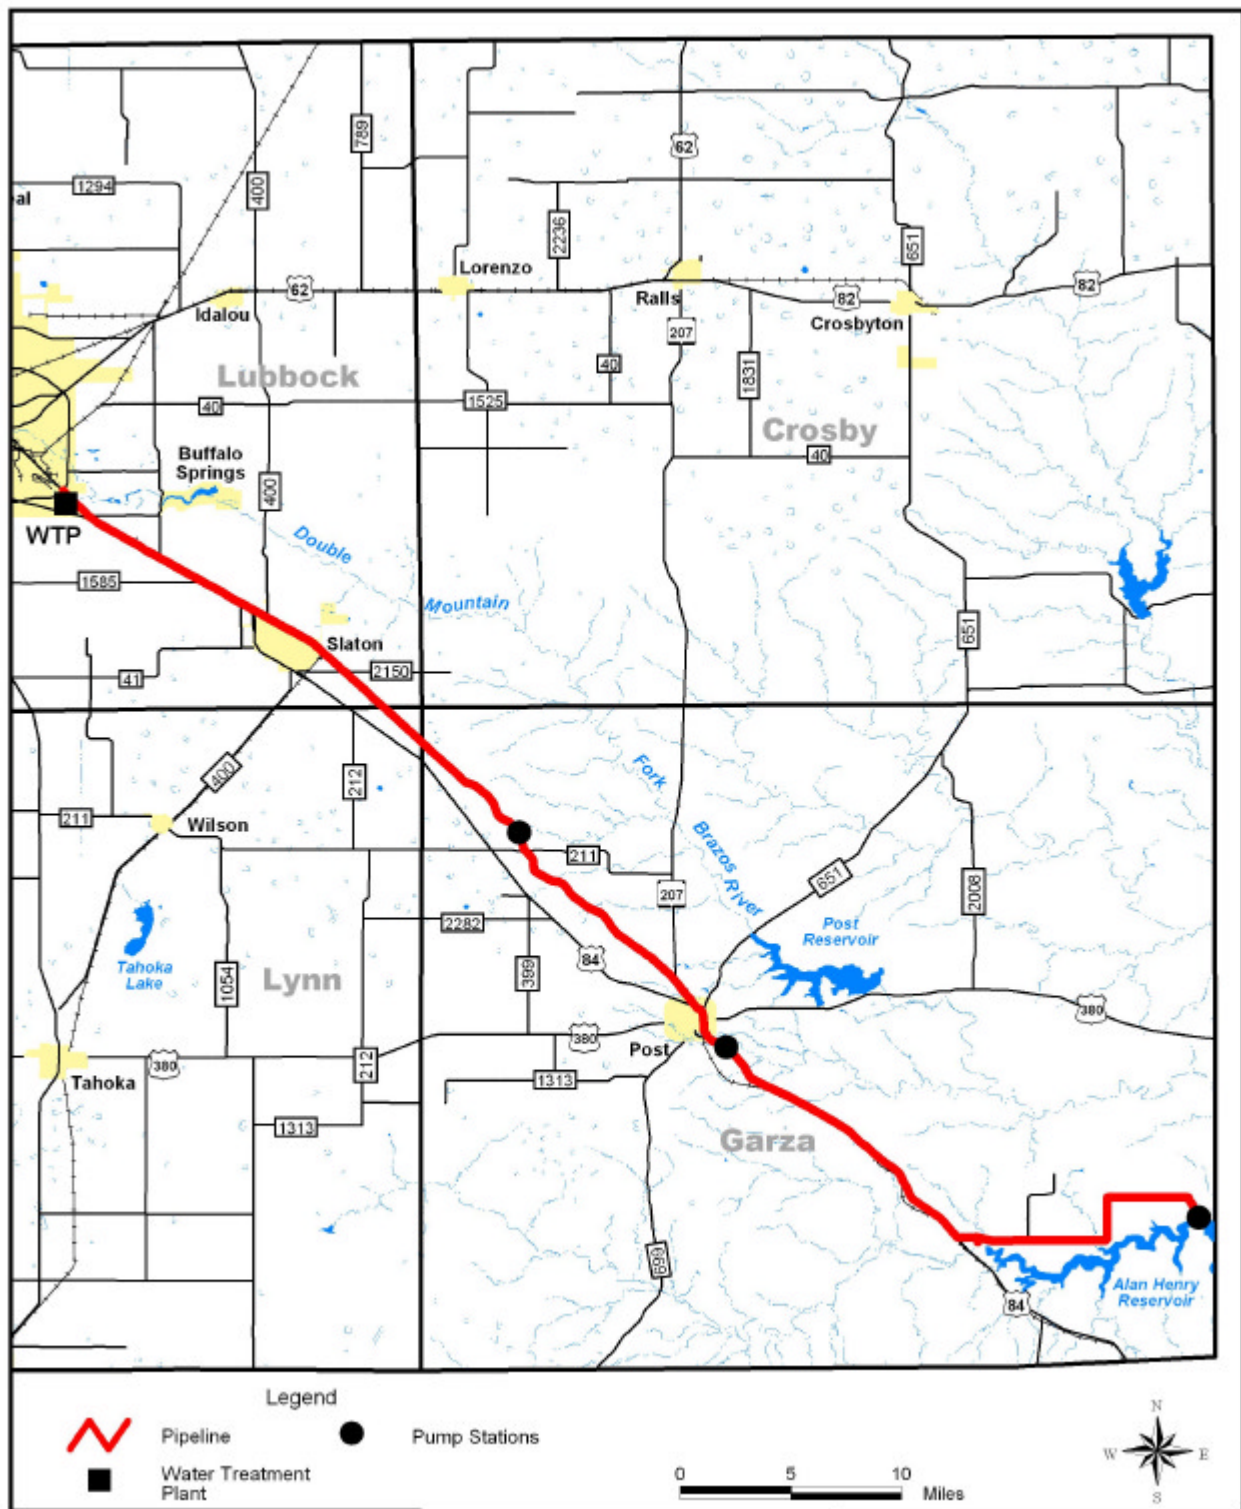 62
789
1294
400
2236
651
al
Lorenzo
62
Idalou
Ralls
82
82
Crosbyton
207
Lubbock
40
1831
40
1525
Crosby
40
Buffalo
Springs
400
WTP
Double
1585
Mountain
651
Slaton
2150
41
400
212
Fork
211
Wilson
Brazos
River
211
651
207
2008
2282
Post
Reservoir
84
399
Tahoka
Lake
1054
Lynn
380
380
Post
380
212
Tahoka
1313
1313
Garza
669
Alan Henry
Reservoir
84
Legend
Pipeline
Pump Stations
Water Treatment
Plant
0 5 10
Miles
N
W E
S